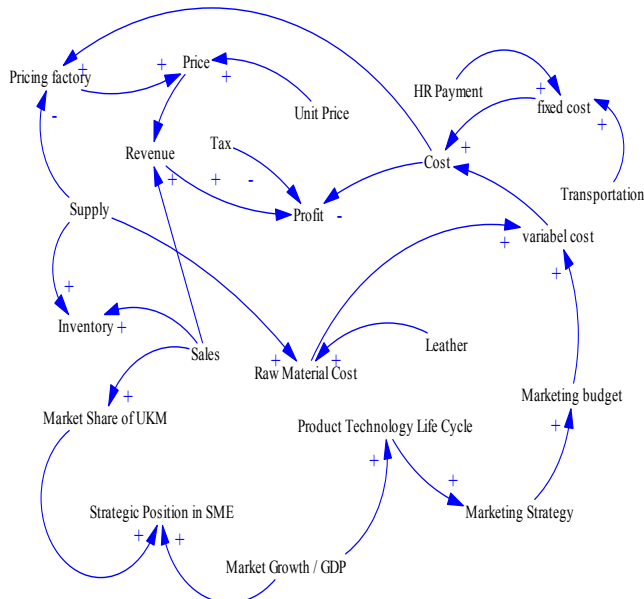 Price
Pricing factory
+
+
+
HR Payment
+
fixed cost
Unit Price
-
+
Tax
Revenue
+
Cost
+
+
-
Transportation
Supply
Profit
-
variabel cost
+
+
+
Inventory
+
Sales
Leather
+
+
Raw Material Cost
+
Marketing budget
Market Share of UKM
+
Product Technology Life Cycle
+
+
Strategic Position in SME
Marketing Strategy
+
+
Market Growth / GDP